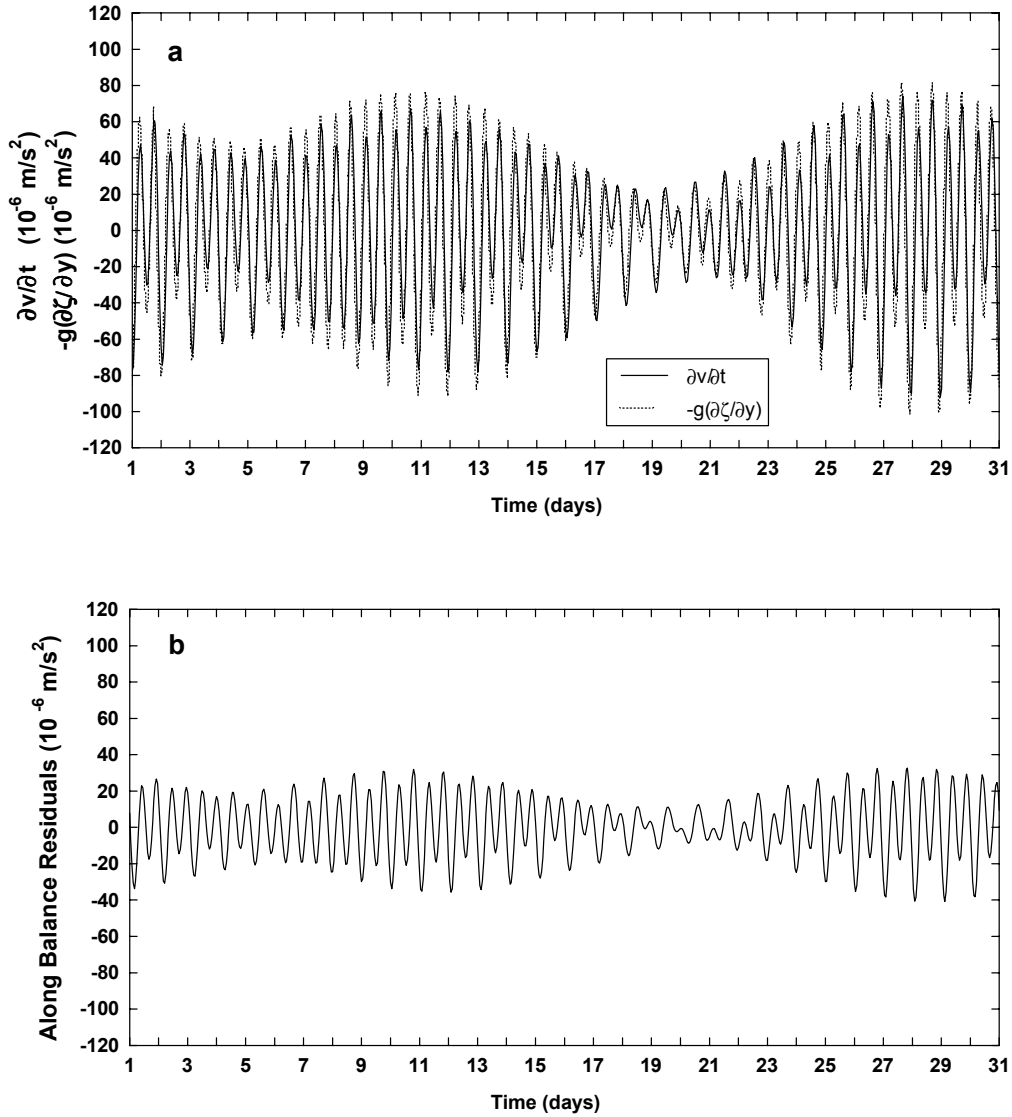 a
∂v/∂t (10⁻⁶ m/s²)
-g(∂ζ/∂y) (10⁻⁶ m/s²)
120
100
80
60
40
20
0
-20
-40
-60
-80
-100
-120
∂v/∂t
-g(∂ζ/∂y)
1 3 5 7 9 11 13 15 17 19 21 23 25 27 29 31
Time (days)
b
Along Balance Residuals (10⁻⁶ m/s²)
120
100
80
60
40
20
0
-20
-40
-60
-80
-100
-120
1 3 5 7 9 11 13 15 17 19 21 23 25 27 29 31
Time (days)